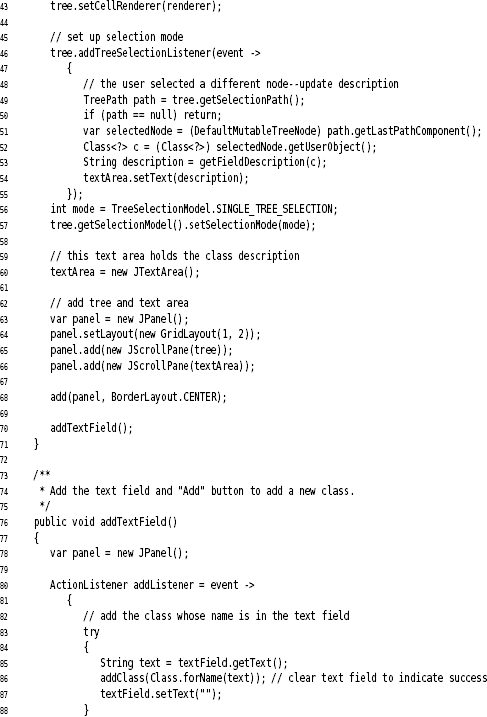 43 tree.setCellRenderer(renderer);
44
45 // set up selection mode
46 tree.addTreeSelectionListener(event ->
47 {
48 // the user selected a different node--update description
49 TreePath path = tree.getSelectionPath();
50 if (path == null) return;
51 var selectedNode = (DefaultMutableTreeNode) path.getLastPathComponent();
52 Class<?> c = (Class<?>) selectedNode.getUserObject();
53 String description = getFieldDescription(c);
54 textArea.setText(description);
55 });
56 int mode = TreeSelectionModel.SINGLE_TREE_SELECTION;
57 tree.getSelectionModel().setSelectionMode(mode);
58
59 // this text area holds the class description
60 textArea = new JTextArea();
61
62 // add tree and text area
63 var panel = new JPanel();
64 panel.setLayout(new GridLayout(1, 2));
65 panel.add(new JScrollPane(tree));
66 panel.add(new JScrollPane(textArea));
67
68 add(panel, BorderLayout.CENTER);
69
70 addTextField();
71 }
72
73 /**
74 * Add the text field and "Add" button to add a new class.
75 */
76 public void addTextField()
77 {
78 var panel = new JPanel();
79
80 ActionListener addListener = event ->
81 {
82 // add the class whose name is in the text field
83 try
84 {
85 String text = textField.getText();
86 addClass(Class.forName(text)); // clear text field to indicate success
87 textField.setText("");
88 }